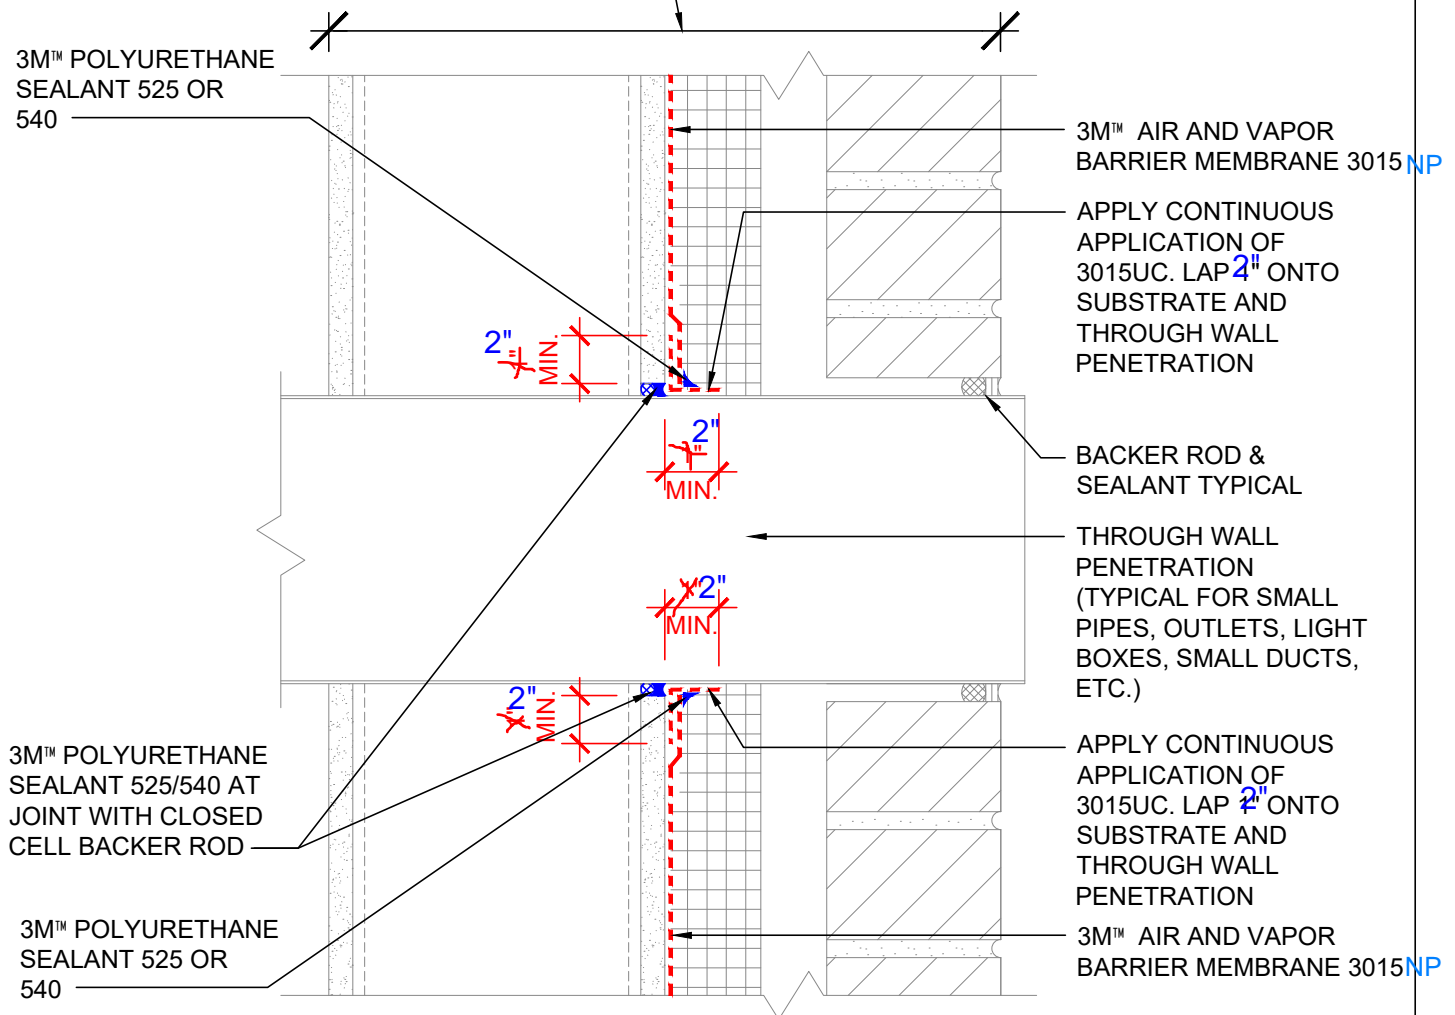 3M™ POLYURETHANE
SEALANT 525 OR
540
3M™ AIR AND VAPOR
BARRIER MEMBRANE 3015 NP
APPLY CONTINUOUS
APPLICATION OF
3015UC. LAP 2" ONTO
SUBSTRATE AND
THROUGH WALL
PENETRATION
2"
MIN.
2"
MIN.
BACKER ROD &
SEALANT TYPICAL
THROUGH WALL
PENETRATION
(TYPICAL FOR SMALL
PIPES, OUTLETS, LIGHT
BOXES, SMALL DUCTS,
ETC.)
2"
MIN.
2"
MIN.
3M™ POLYURETHANE
SEALANT 525/540 AT
JOINT WITH CLOSED
CELL BACKER ROD
APPLY CONTINUOUS
APPLICATION OF
3015UC. LAP 2" ONTO
SUBSTRATE AND
THROUGH WALL
PENETRATION
3M™ POLYURETHANE
SEALANT 525 OR
540
3M™ AIR AND VAPOR
BARRIER MEMBRANE 3015 NP